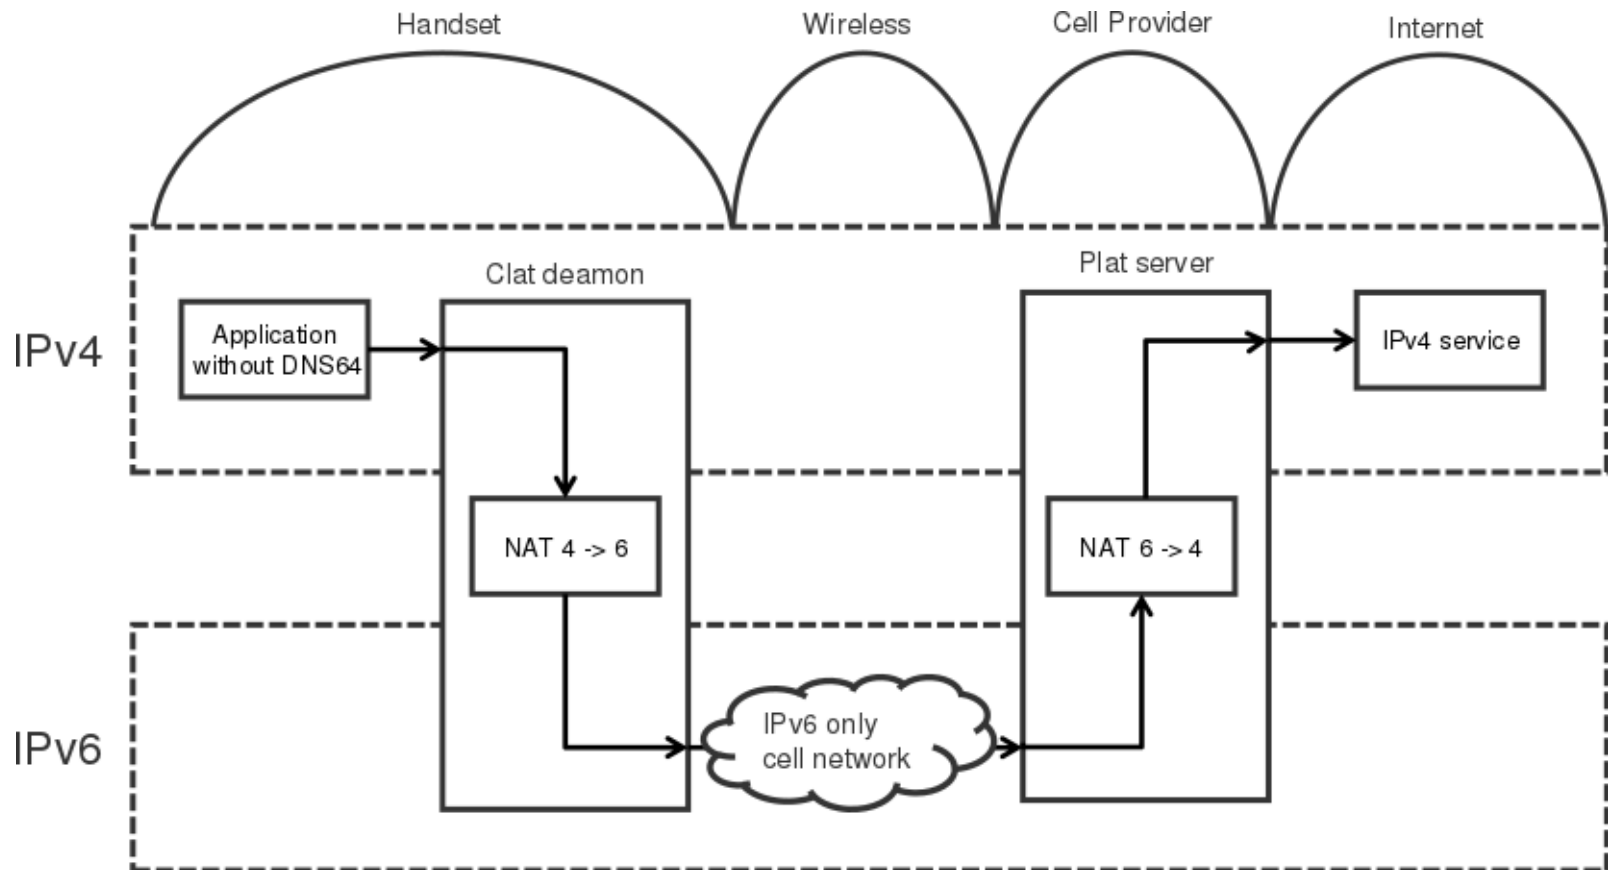 Handset
Wireless
Cell Provider
Internet
Clat deamon
Plat server
IPv4
Application
without DNS64
IPv4 service
NAT 4 -> 6
NAT 6 -> 4
IPv6
IPv6 only
cell network